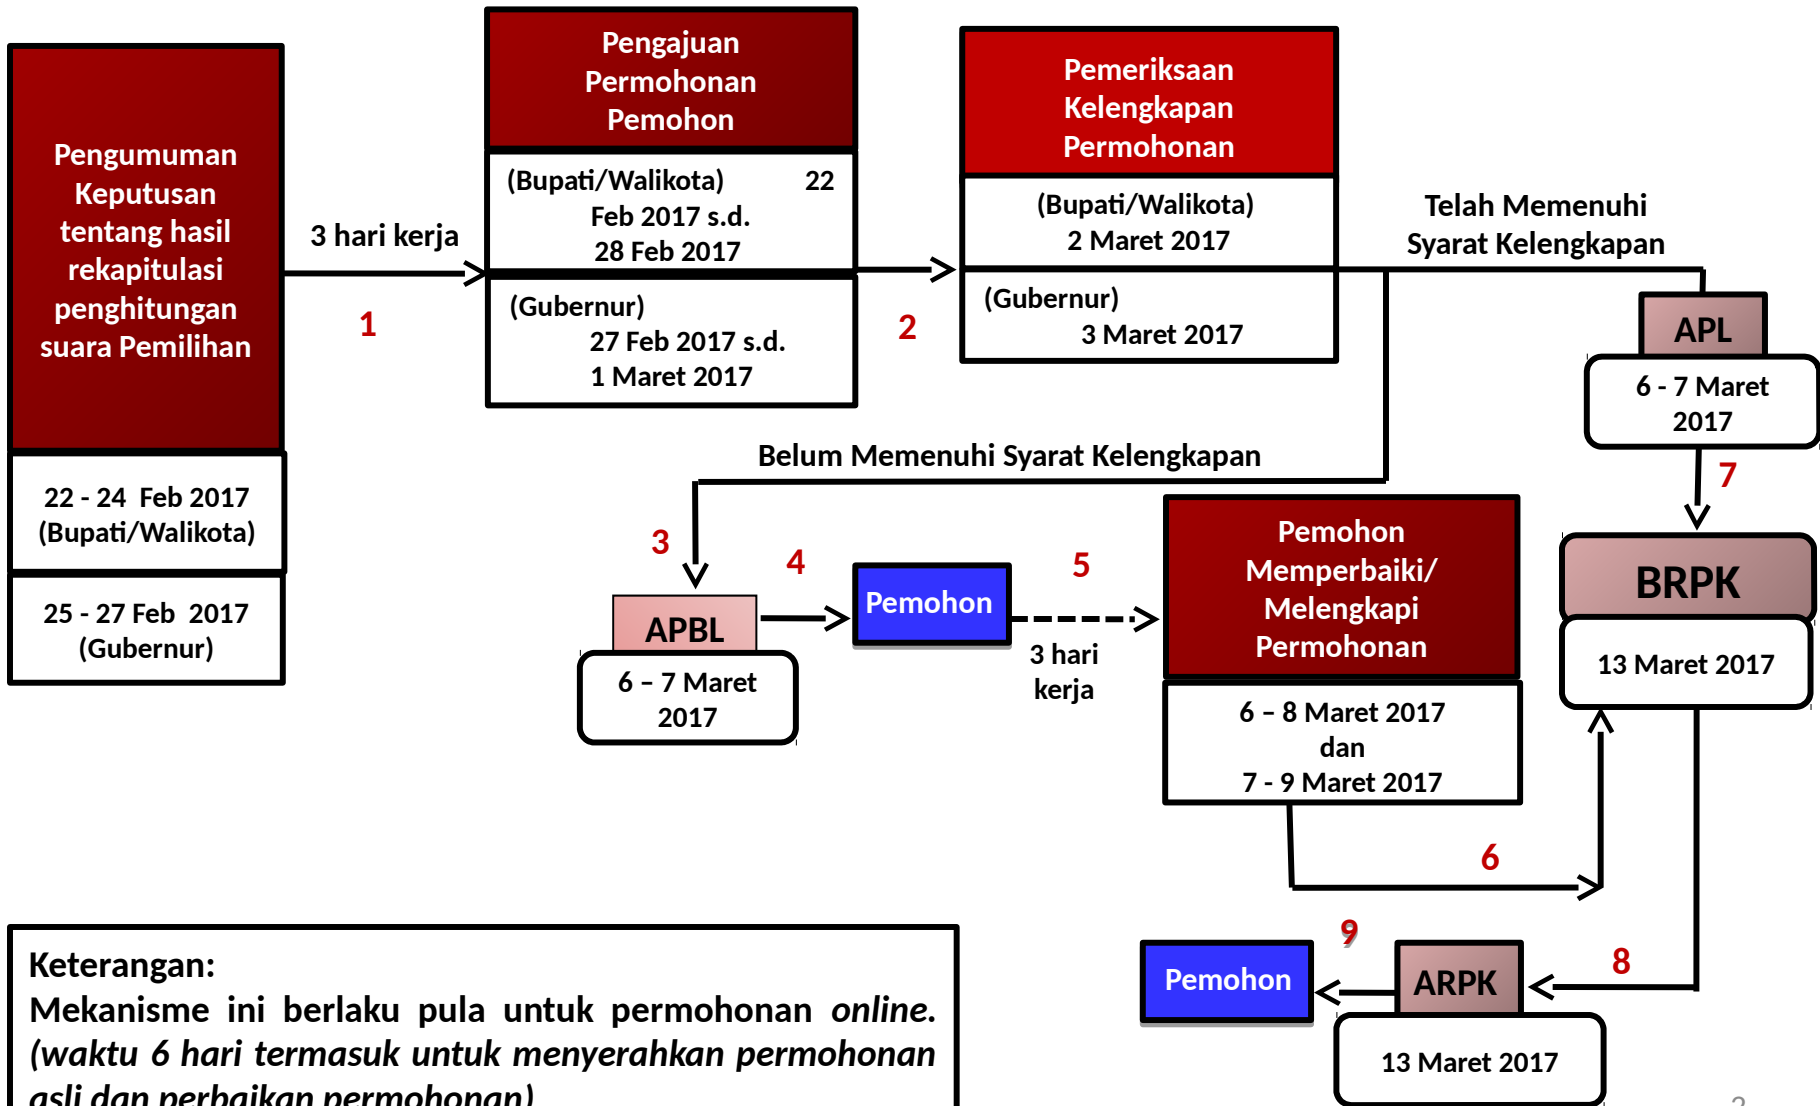 Pengumuman
Keputusan
tentang hasil
rekapitulasi
penghitungan
suara Pemilihan
22 - 24 Feb 2017
(Bupati/Walikota)
25 - 27 Feb 2017
(Gubernur)
3 hari kerja
1
Pengajuan
Permohonan
Pemohon
(Bupati/Walikota) 22
Feb 2017 s.d.
28 Feb 2017
(Gubernur)
27 Feb 2017 s.d.
1 Maret 2017
2
Pemeriksaan
Kelengkapan
Permohonan
(Bupati/Walikota)
2 Maret 2017
(Gubernur)
3 Maret 2017
Telah Memenuhi
Syarat Kelengkapan
APL
6 - 7 Maret
2017
7
Belum Memenuhi Syarat Kelengkapan
3
APBL
6 – 7 Maret
2017
4
Pemohon
5
3 hari
kerja
Pemohon
Memperbaiki/
Melengkapi
Permohonan
6 – 8 Maret 2017
dan
7 - 9 Maret 2017
6
BRPK
13 Maret 2017
8
ARPK
13 Maret 2017
9
Pemohon
Keterangan:
Mekanisme ini berlaku pula untuk permohonan online.
(waktu 6 hari termasuk untuk menyerahkan permohonan
asli dan perbaikan permohonan)